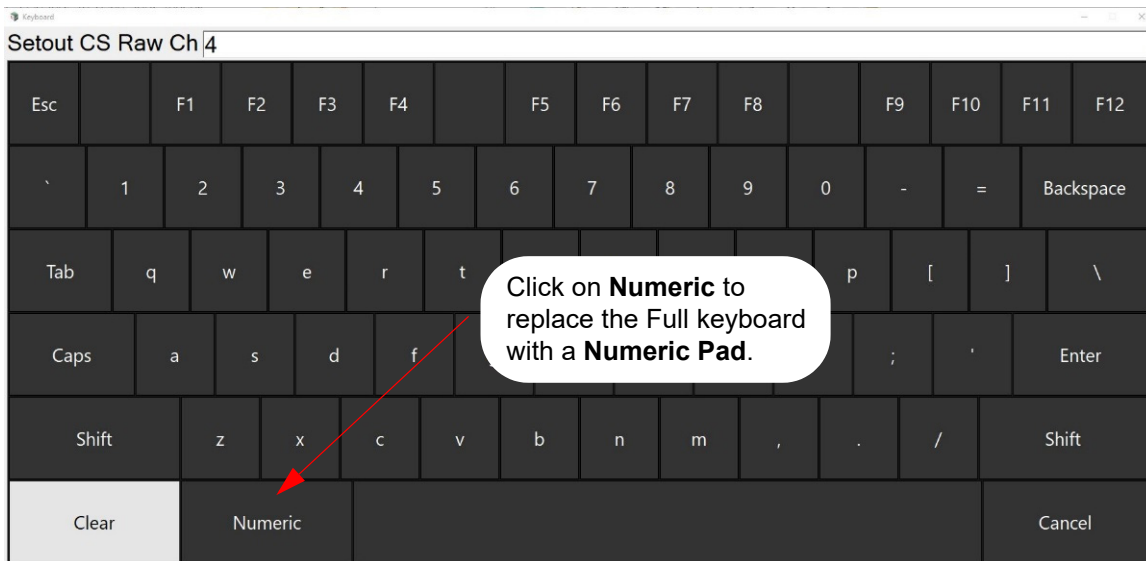 Keyboard
Setout CS Raw Ch 4
Esc F1 F2 F3 F4 F5 F6 F7 F8 F9 F10 F11 F12
` 1 2 3 4 5 6 7 8 9 0 - = Backspace
Tab q w e r t p [ ] \
Click on Numeric to
replace the Full keyboard
with a Numeric Pad.
Caps a s d f ; ' Enter
Shift z x c v b n m , . / Shift
Clear Numeric Cancel